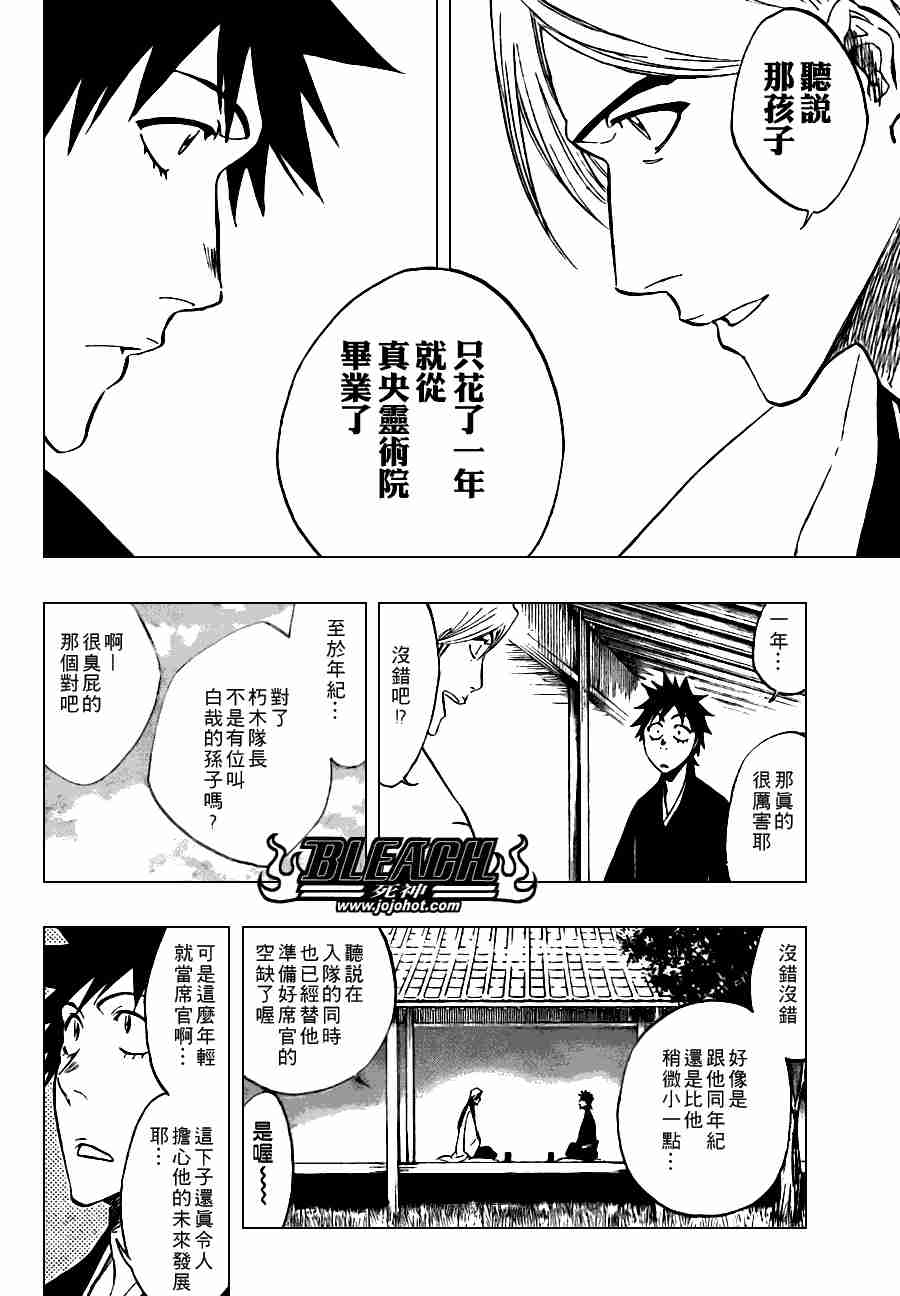 聽説
那孩子
只花了一年
就從
真央靈術院
畢業了
一年…
那真的
很厲害耶
沒錯吧!?
至於年紀…
對了
朽木隊長
不是有位叫
白哉的孫子嗎？
啊—
很臭屁的
那個對吧
BLEACH
死神
www.jojohot.com
沒錯沒錯
好像是
跟他同年紀
還是比他
稍微小一點…
聽説在
入隊的同時
也已經替他
準備好席官的
空缺了喔
是喔～
可是這麼年輕
就當席官啊…
這下子還真令人
擔心他的未來發展
耶…